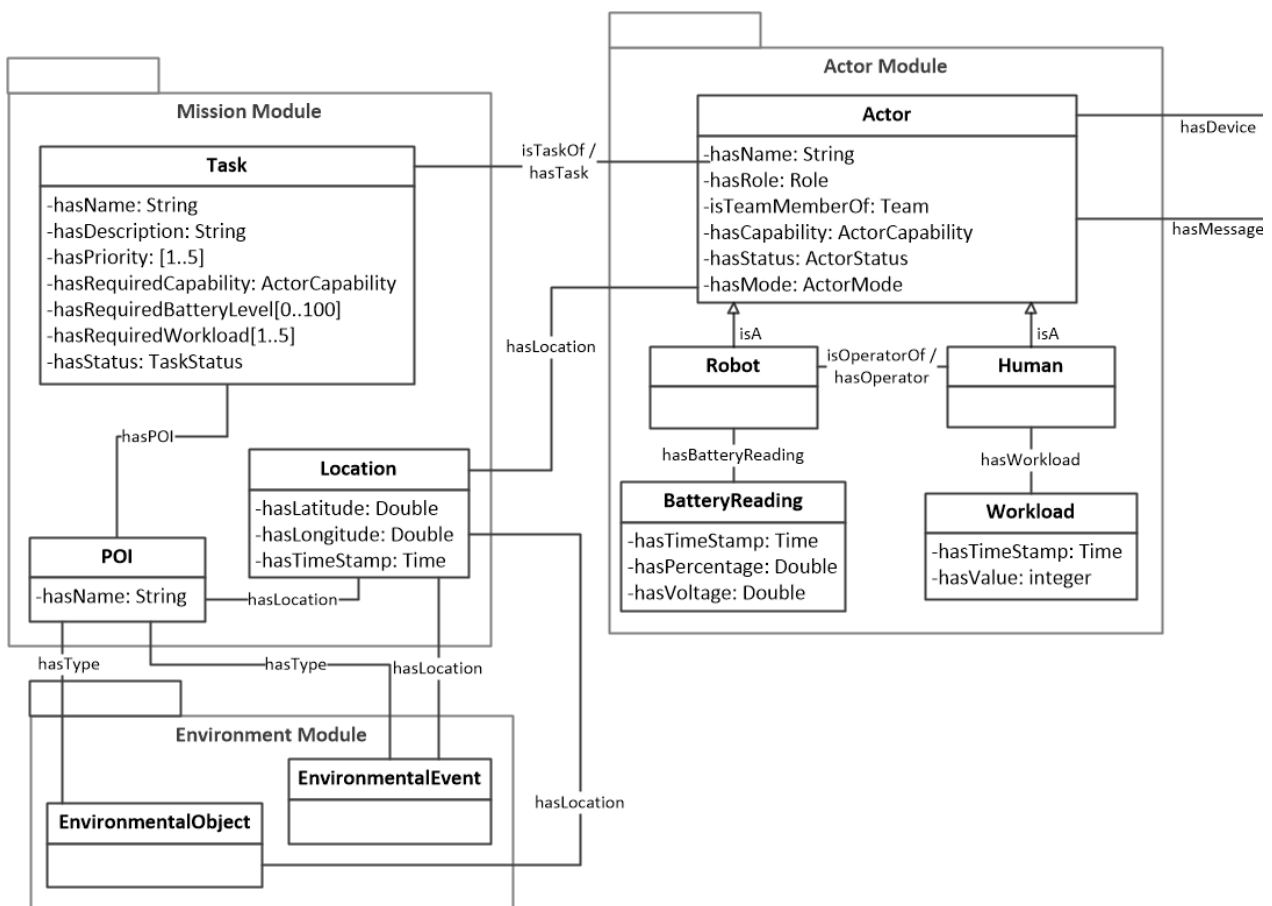 Actor Module
Mission Module
Actor
hasDevice
isTaskOf /
hasTask
Task
-hasName: String
-hasRole: Role
-isTeamMemberOf: Team
-hasCapability: ActorCapability
-hasStatus: ActorStatus
-hasMode: ActorMode
hasMessage
-hasName: String
-hasDescription: String
-hasPriority: [1..5]
-hasRequiredCapability: ActorCapability
-hasRequiredBatteryLevel[0..100]
-hasRequiredWorkload[1..5]
-hasStatus: TaskStatus
hasLocation
isA
isA
Robot
isOperatorOf /
hasOperator
Human
hasPOI
hasBatteryReading
hasWorkload
Location
-hasLatitude: Double
-hasLongitude: Double
-hasTimeStamp: Time
BatteryReading
-hasTimeStamp: Time
-hasPercentage: Double
-hasVoltage: Double
Workload
-hasTimeStamp: Time
-hasValue: integer
POI
-hasName: String
hasLocation
hasType
hasType
hasLocation
Environment Module
EnvironmentalEvent
hasLocation
EnvironmentalObject